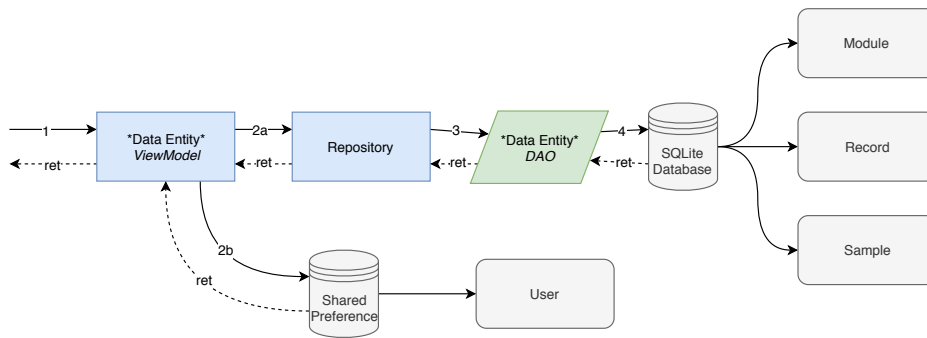 Module
1
*Data Entity*
ViewModel
2a
Repository
3
*Data Entity*
DAO
4
SQLite
Database
Record
ret
ret
ret
ret
Sample
2b
ret
Shared
Preference
User